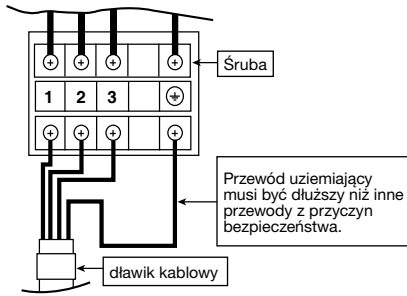 Śruba
1 2 3
Przewód uziemiający
musi być dłuższy niż inne
przewody z przyczyn
bezpieczeństwa.
dławik kablowy